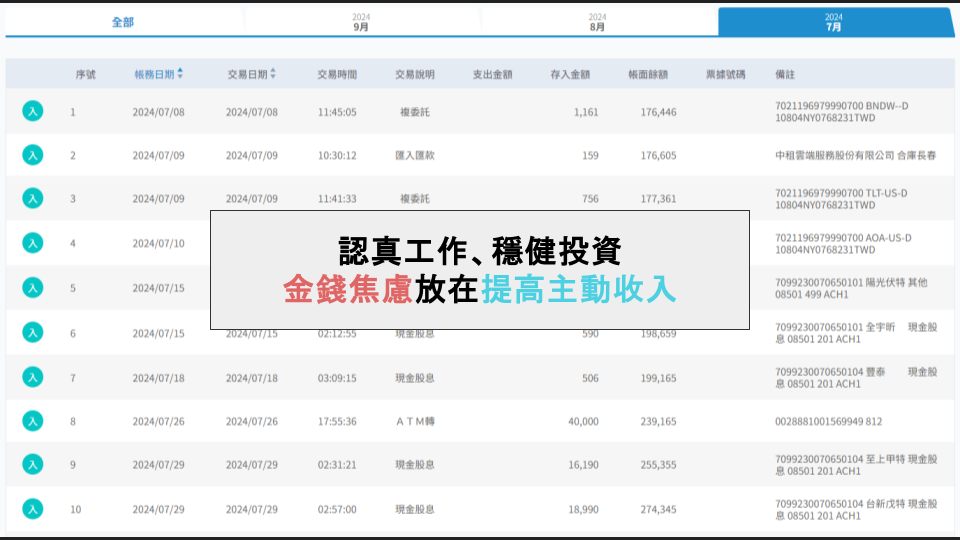 全部
2024
9月
2024
8月
2024
7月
序號 帳務日期 交易日期 交易時間 交易說明 支出金額 存入金額 帳面餘額 票據號碼 備註
入 1 2024/07/08 2024/07/08 11:45:05 複委託 1,161 176,446 7021196979990700 BNDW--D
10804NY0768231TWD
入 2 2024/07/09 2024/07/09 10:30:12 匯入匯款 159 176,605 中租雲端服務股份有限公司 合庫長春
入 3 2024/07/09 2024/07/09 11:41:33 複委託 756 177,361 7021196979990700 TLT-US-D
10804NY0768231TWD
入 4 2024/07/10 7021196979990700 AOA-US-D
10804NY0768231TWD
認真工作、穩健投資
金錢焦慮放在提高主動收入
入 5 2024/07/15 7099230070650101 陽光伏特 其他
08501 499 ACH1
入 6 2024/07/15 2024/07/15 02:12:55 現金股息 590 198,659 7099230070650101 全宇昕 現金股
息 08501 201 ACH1
入 7 2024/07/18 2024/07/18 03:09:15 現金股息 506 199,165 7099230070650104 豐泰 現金股
息 08501 201 ACH1
入 8 2024/07/26 2024/07/26 17:55:36 ＡＴＭ轉 40,000 239,165 0028881001569949 812
入 9 2024/07/29 2024/07/29 02:31:21 現金股息 16,190 255,355 7099230070650104 至上甲特 現金股
息 08501 201 ACH1
入 10 2024/07/29 2024/07/29 02:57:00 現金股息 18,990 274,345 7099230070650104 台新戊特 現金股
息 08501 201 ACH1